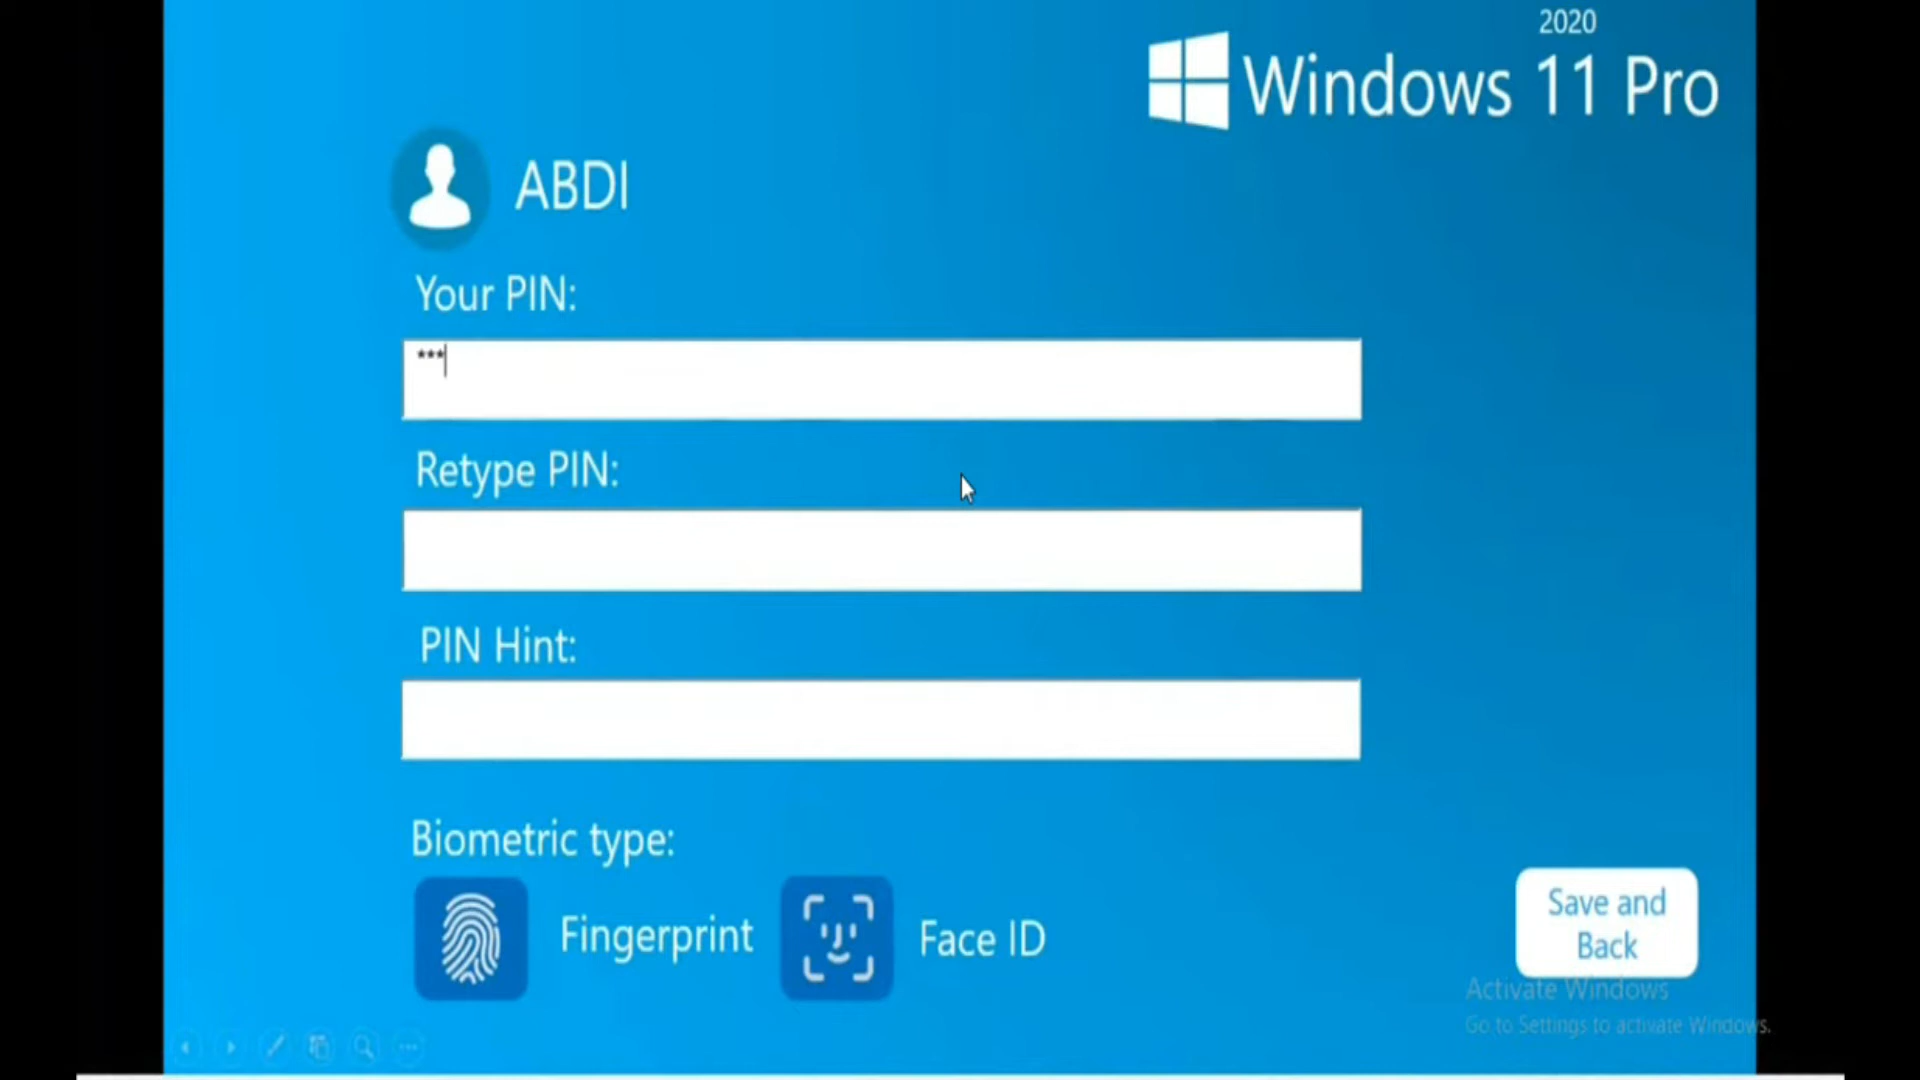 2020
Windows 11 Pro
ABDI
Your PIN:
***
Retype PIN:
PIN Hint:
Biometric type:
Fingerprint
Face ID
Save and
Back
Activate Windows
Go to Settings to activate Windows.